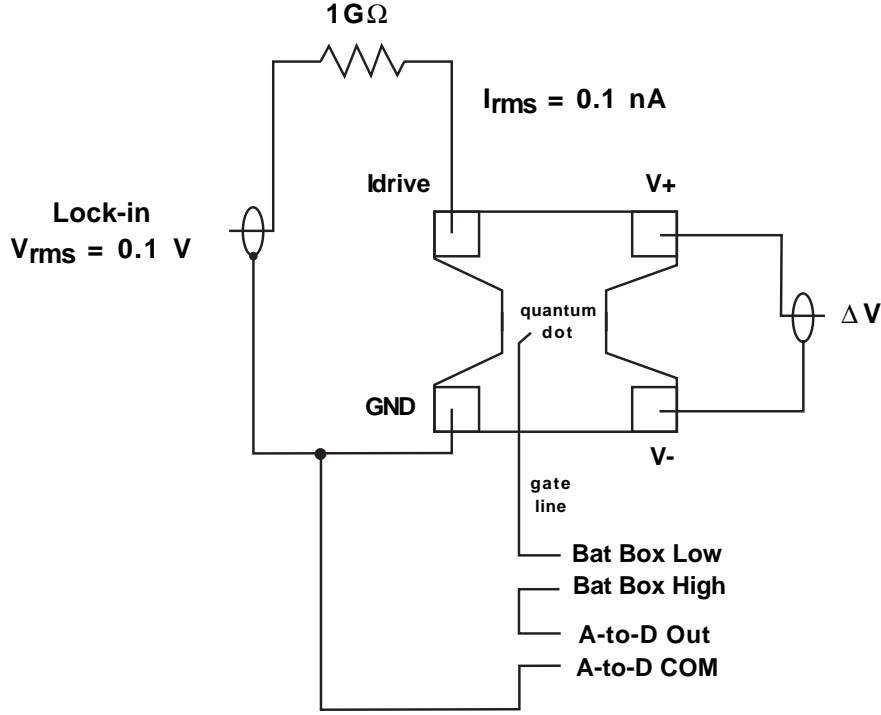 1GΩ
Irms = 0.1 nA
Idrive
V+
Lock-in
Vrms = 0.1 V
quantum
dot
ΔV
GND
V-
gate
line
Bat Box Low
Bat Box High
A-to-D Out
A-to-D COM